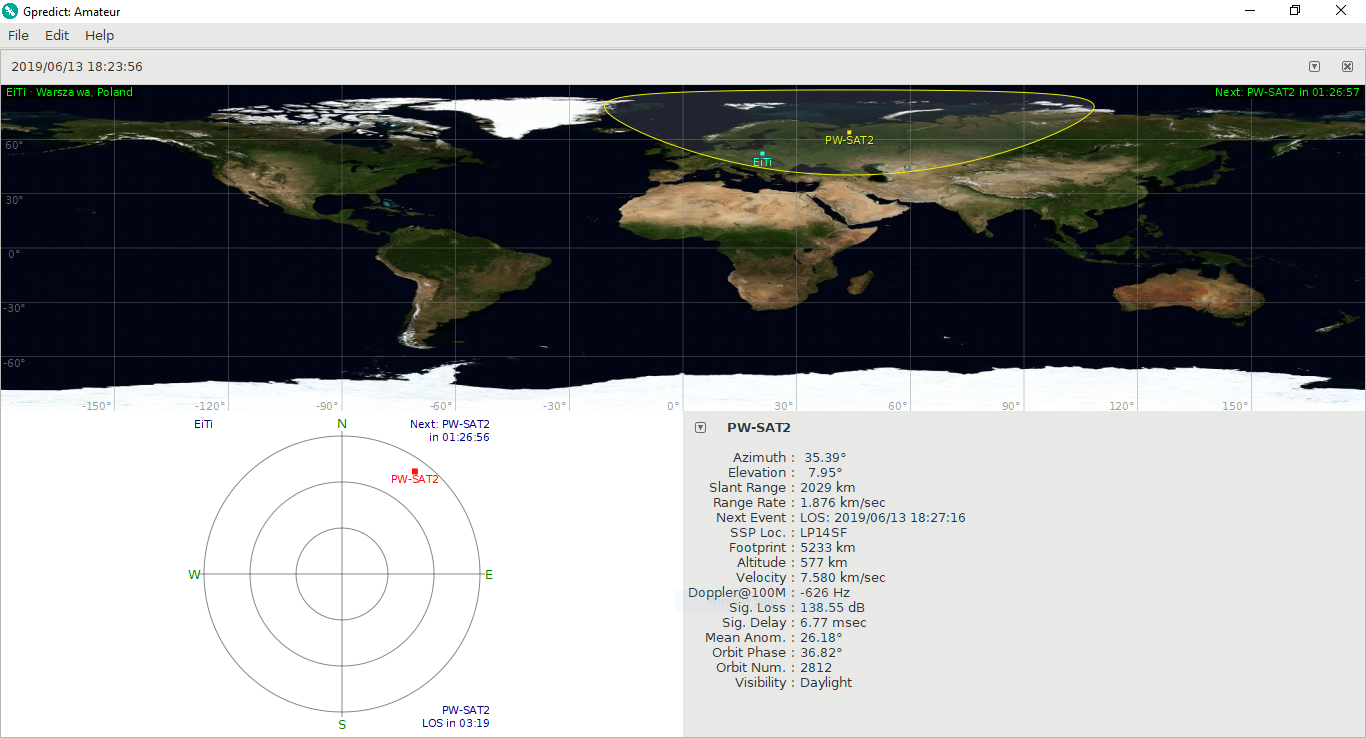 Gpredict: Amateur
File Edit Help
2019/06/13 18:23:56
EiTi · Warszawa, Poland
Next: PW-SAT2 in 01:26:57
60°
30°
0°
-30°
-60°
PW-SAT2
EiTi
-150° -120° -90° -60° -30° 0° 30° 60° 90° 120° 150°
EiTi
N
Next: PW-SAT2
in 01:26:56
PW-SAT2
W
E
S
PW-SAT2
LOS in 03:19
PW-SAT2
Azimuth : 35.39°
Elevation : 7.95°
Slant Range : 2029 km
Range Rate : 1.876 km/sec
Next Event : LOS: 2019/06/13 18:27:16
SSP Loc. : LP14SF
Footprint : 5233 km
Altitude : 577 km
Velocity : 7.580 km/sec
Doppler@100M : -626 Hz
Sig. Loss : 138.55 dB
Sig. Delay : 6.77 msec
Mean Anom. : 26.18°
Orbit Phase : 36.82°
Orbit Num. : 2812
Visibility : Daylight